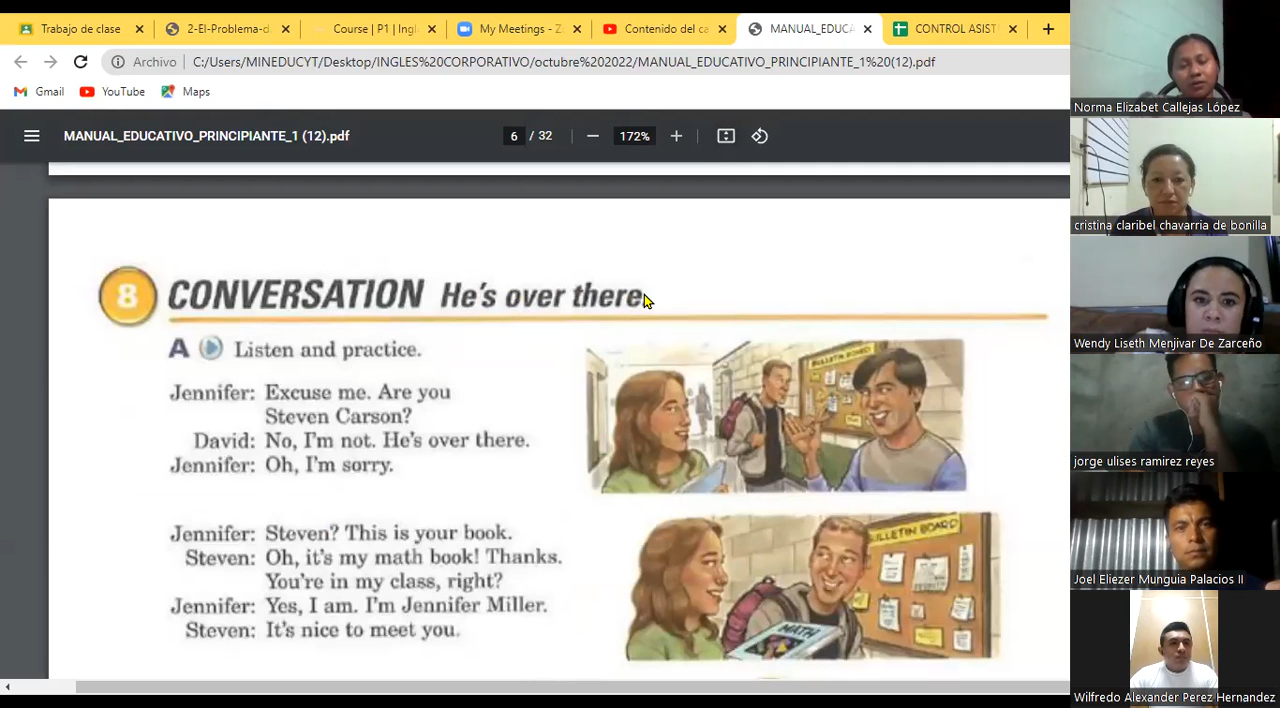 Trabajo de clase
2-El-Problema-d
Course | P1 | Ingl
My Meetings - Z
Contenido del ca
MANUAL_EDUCA
CONTROL ASIST
Archivo
C:/Users/MINEDUCYT/Desktop/INGLES%20CORPORATIVO/octubre%202022/MANUAL_EDUCATIVO_PRINCIPIANTE_1%20(12).pdf
Gmail
YouTube
Maps
MANUAL_EDUCATIVO_PRINCIPIANTE_1 (12).pdf
6 / 32
172%
8 CONVERSATION He's over there
A Listen and practice.
Jennifer: Excuse me. Are you
Steven Carson?
David: No, I'm not. He's over there.
Jennifer: Oh, I'm sorry.
BULLETIN BOARD
Jennifer: Steven? This is your book.
Steven: Oh, it's my math book! Thanks.
You're in my class, right?
Jennifer: Yes, I am. I'm Jennifer Miller.
Steven: It's nice to meet you.
BULLETIN BOARD
MATH
Norma Elizabet Callejas López
cristina claribel chavarria de bonilla
Wendy Liseth Menjivar De Zarceño
jorge ulises ramirez reyes
Joel Eliezer Munguia Palacios II
Wilfredo Alexander Perez Hernandez